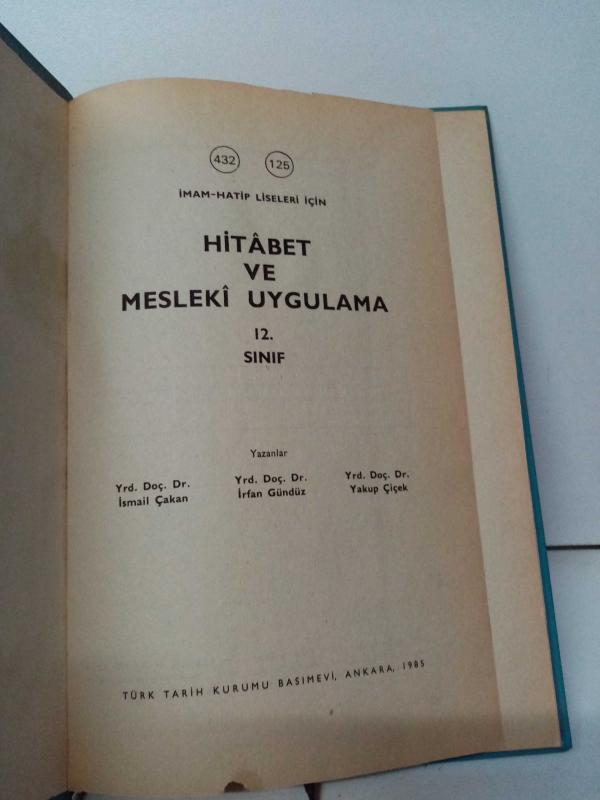 432 125
İMAM-HATİP LİSELERİ İÇİN
HİTÂBET
VE
MESLEKÎ UYGULAMA
12.
SINIF
Yazanlar
Yrd. Doç. Dr. Yrd. Doç. Dr. Yrd. Doç. Dr.
İsmail Çakan İrfan Gündüz Yakup Çiçek
TÜRK TARİH KURUMU BASIMEVİ, ANKARA, 1985